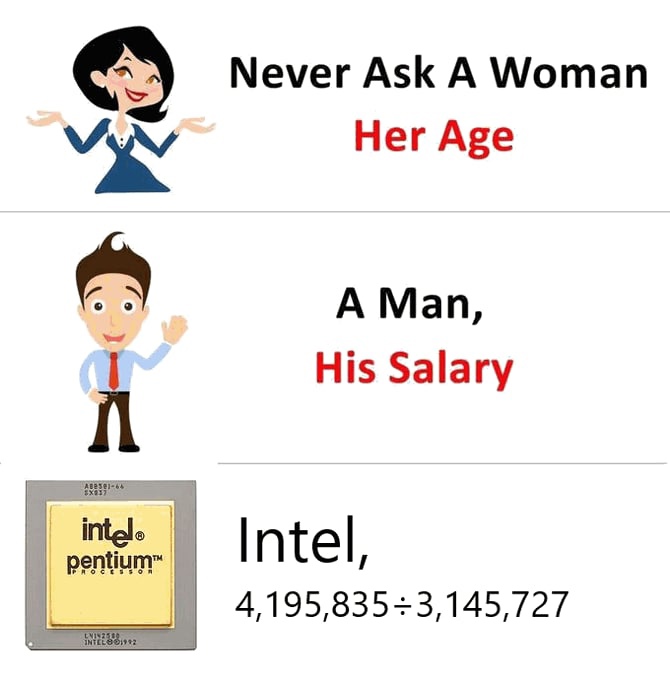 Never Ask A Woman
Her Age
A Man,
His Salary
A80501-66
SX837
intel®
pentium™
PROCESSOR
L4142580
INTEL®©1992
Intel,
4,195,835÷3,145,727